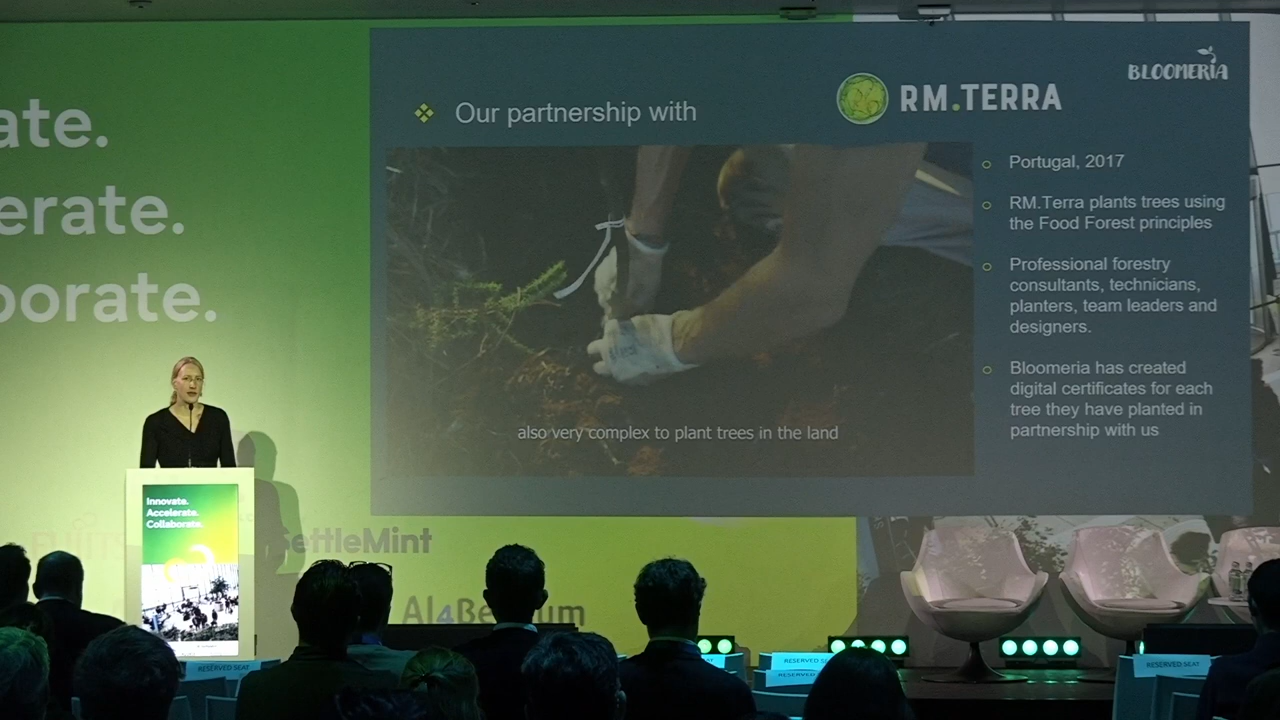 ate.
erate.
borate.
BLOOMERIA
Our partnership with
RM.TERRA
Portugal, 2017
RM.Terra plants trees using
the Food Forest principles
Professional forestry
consultants, technicians,
planters, team leaders and
designers.
Bloomeria has created
digital certificates for each
tree they have planted in
partnership with us
also very complex to plant trees in the land
Innovate.
Accelerate.
Collaborate.
SettleMint
AI4Belgium
RESERVED SEAT
RESERVED SEAT
RESERVED
RESERVED SEAT